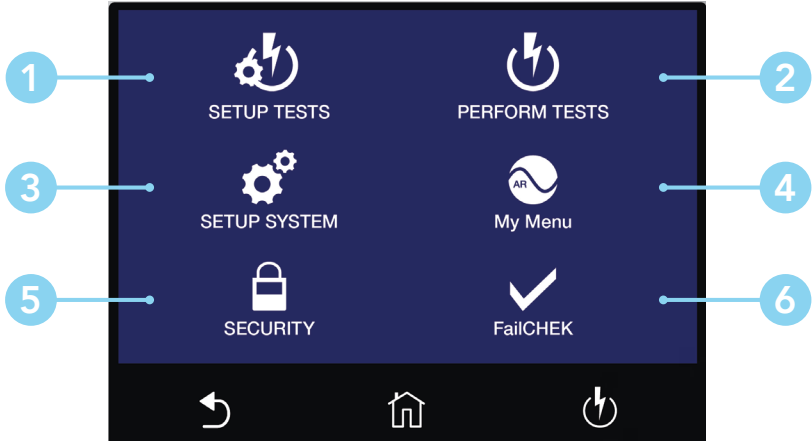 1
SETUP TESTS
2
PERFORM TESTS
3
SETUP SYSTEM
4
AR
My Menu
5
SECURITY
6
FailCHEK